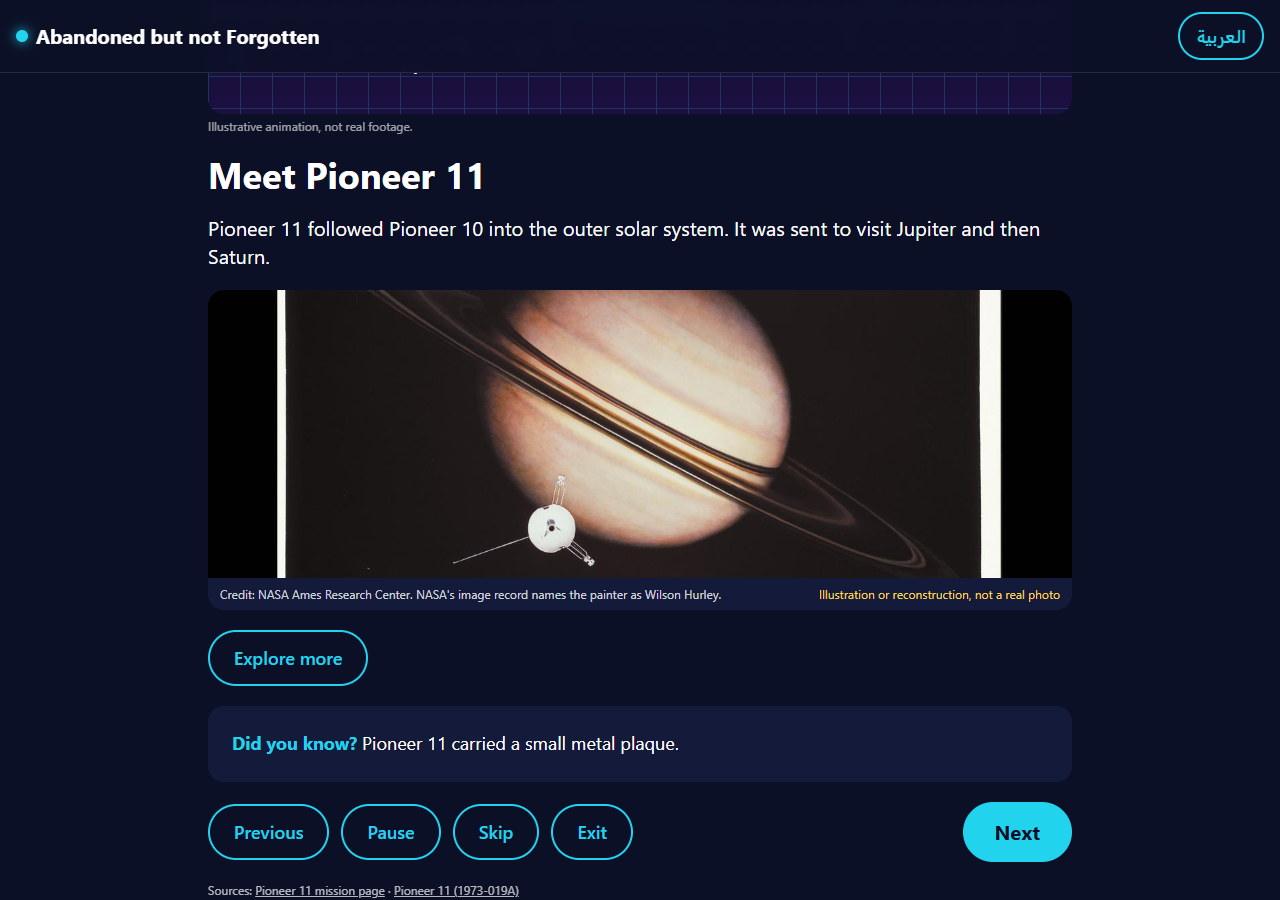 Abandoned but not Forgotten
العربية
Illustrative animation, not real footage.
Meet Pioneer 11
Pioneer 11 followed Pioneer 10 into the outer solar system. It was sent to visit Jupiter and then
Saturn.
Credit: NASA Ames Research Center. NASA's image record names the painter as Wilson Hurley.
Illustration or reconstruction, not a real photo
Explore more
Did you know? Pioneer 11 carried a small metal plaque.
Previous
Pause
Skip
Exit
Next
Sources: Pioneer 11 mission page · Pioneer 11 (1973-019A)